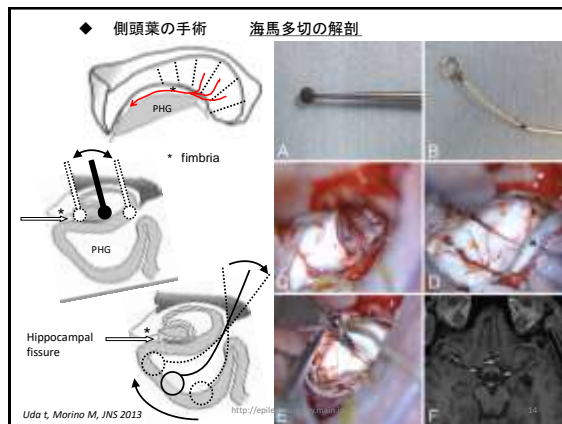 ◆ 側頭葉の手術 海馬多切の解剖
PHG
* fimbria
*
PHG
Hippocampal
fissure
*
Uda t, Morino M, JNS 2013
A
B
C
D
E
F
14